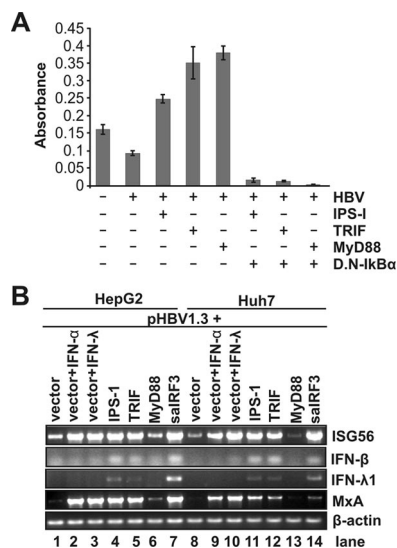 A
0.45
0.4
0.35
0.3
0.25
0.2
0.15
0.1
0.05
0
Absorbance
– + + + + + + + HBV
– – + – – + – – IPS-I
– – – + – – + – TRIF
– – – – + – – + MyD88
– – – – – + + + D.N-IkBα
B
HepG2 Huh7
pHBV1.3 +
vector
vector+IFN-α
vector+IFN-λ
IPS-1
TRIF
MyD88
saIRF3
vector
vector+IFN-α
vector+IFN-λ
IPS-1
TRIF
MyD88
saIRF3
ISG56
IFN-β
IFN-λ1
MxA
β-actin
1 2 3 4 5 6 7 8 9 10 11 12 13 14 lane